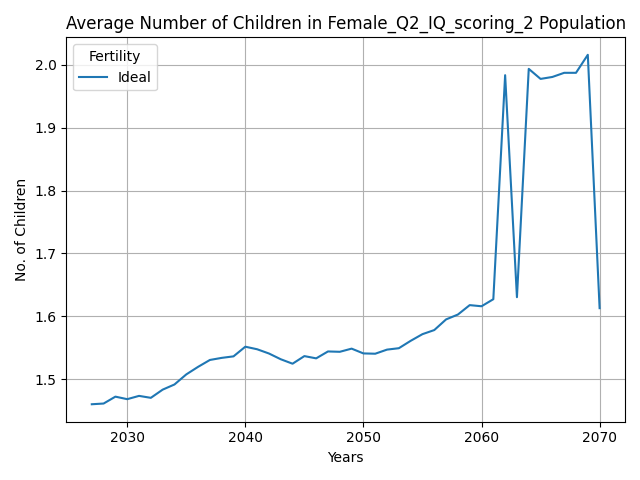 Average Number of Children in Female_Q2_IQ_scoring_2 Population
Fertility
Ideal
No. of Children
2.0
1.9
1.8
1.7
1.6
1.5
2030
2040
2050
2060
2070
Years